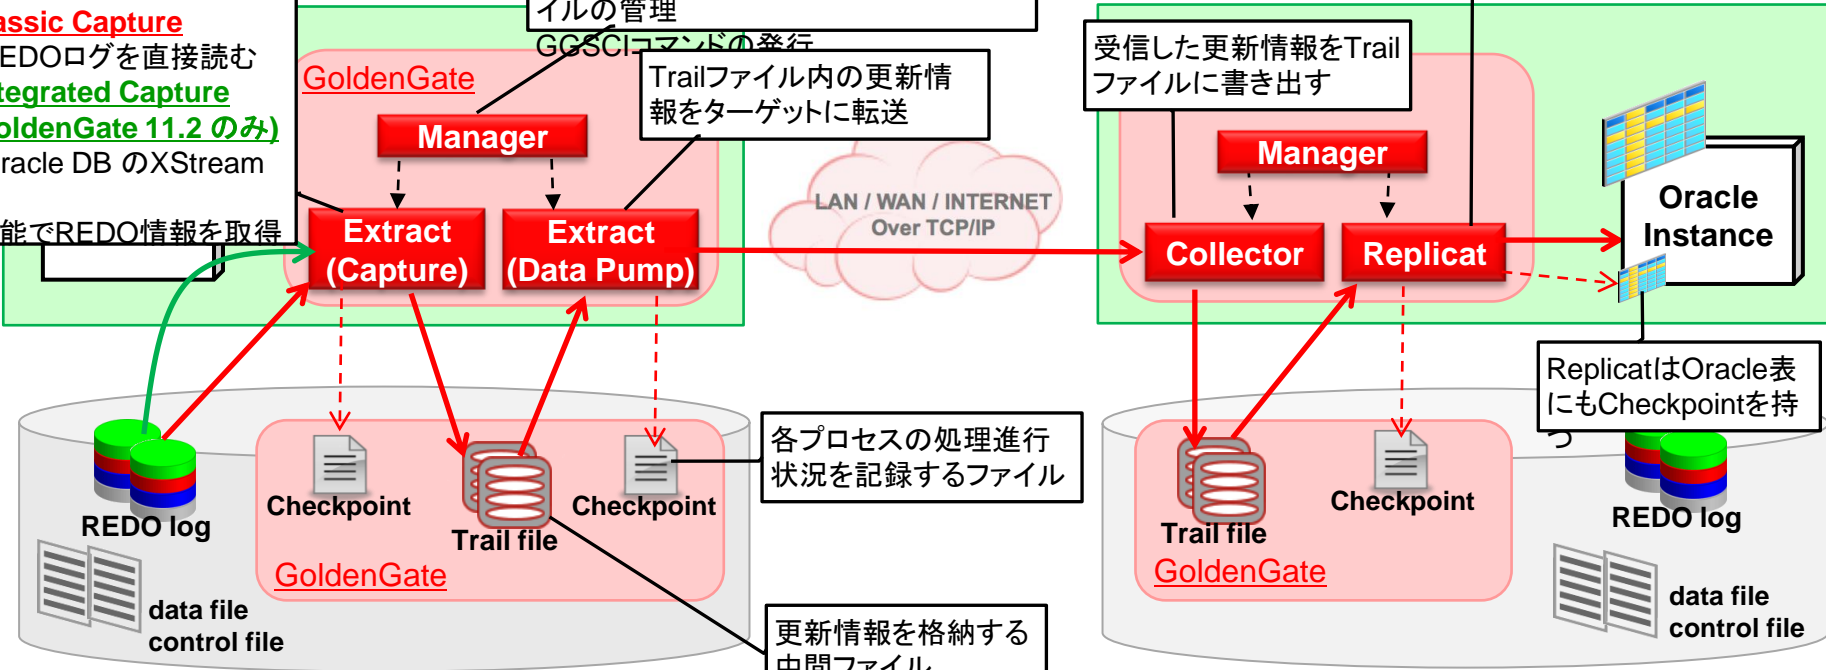 assic Capture
EDOログを直接読む
tegrated Capture
oldenGate 11.2 のみ)
racle DB のXStream
能でREDO情報を取得
イルの管理
GGSCIコマンドの発行
GoldenGate
Trailファイル内の更新情
報をターゲットに転送
Manager
Extract
(Capture)
Extract
(Data Pump)
LAN / WAN / INTERNET
Over TCP/IP
受信した更新情報をTrail
ファイルに書き出す
Manager
Collector
Replicat
Oracle
Instance
ReplicatはOracle表
にもCheckpointを持
つ
REDO log
data file
control file
Checkpoint
Trail file
Checkpoint
GoldenGate
各プロセスの処理進行
状況を記録するファイル
更新情報を格納する
中間ファイル
Trail file
GoldenGate
Checkpoint
REDO log
data file
control file